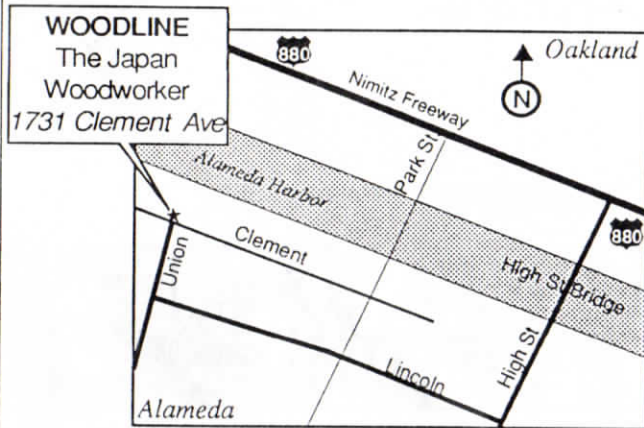 WOODLINE
The Japan
Woodworker
1731 Clement Ave
880
Oakland
N
Nimitz Freeway
Park St
Alameda Harbor
880
Clement
High St Bridge
Union
High St
Lincoln
Alameda